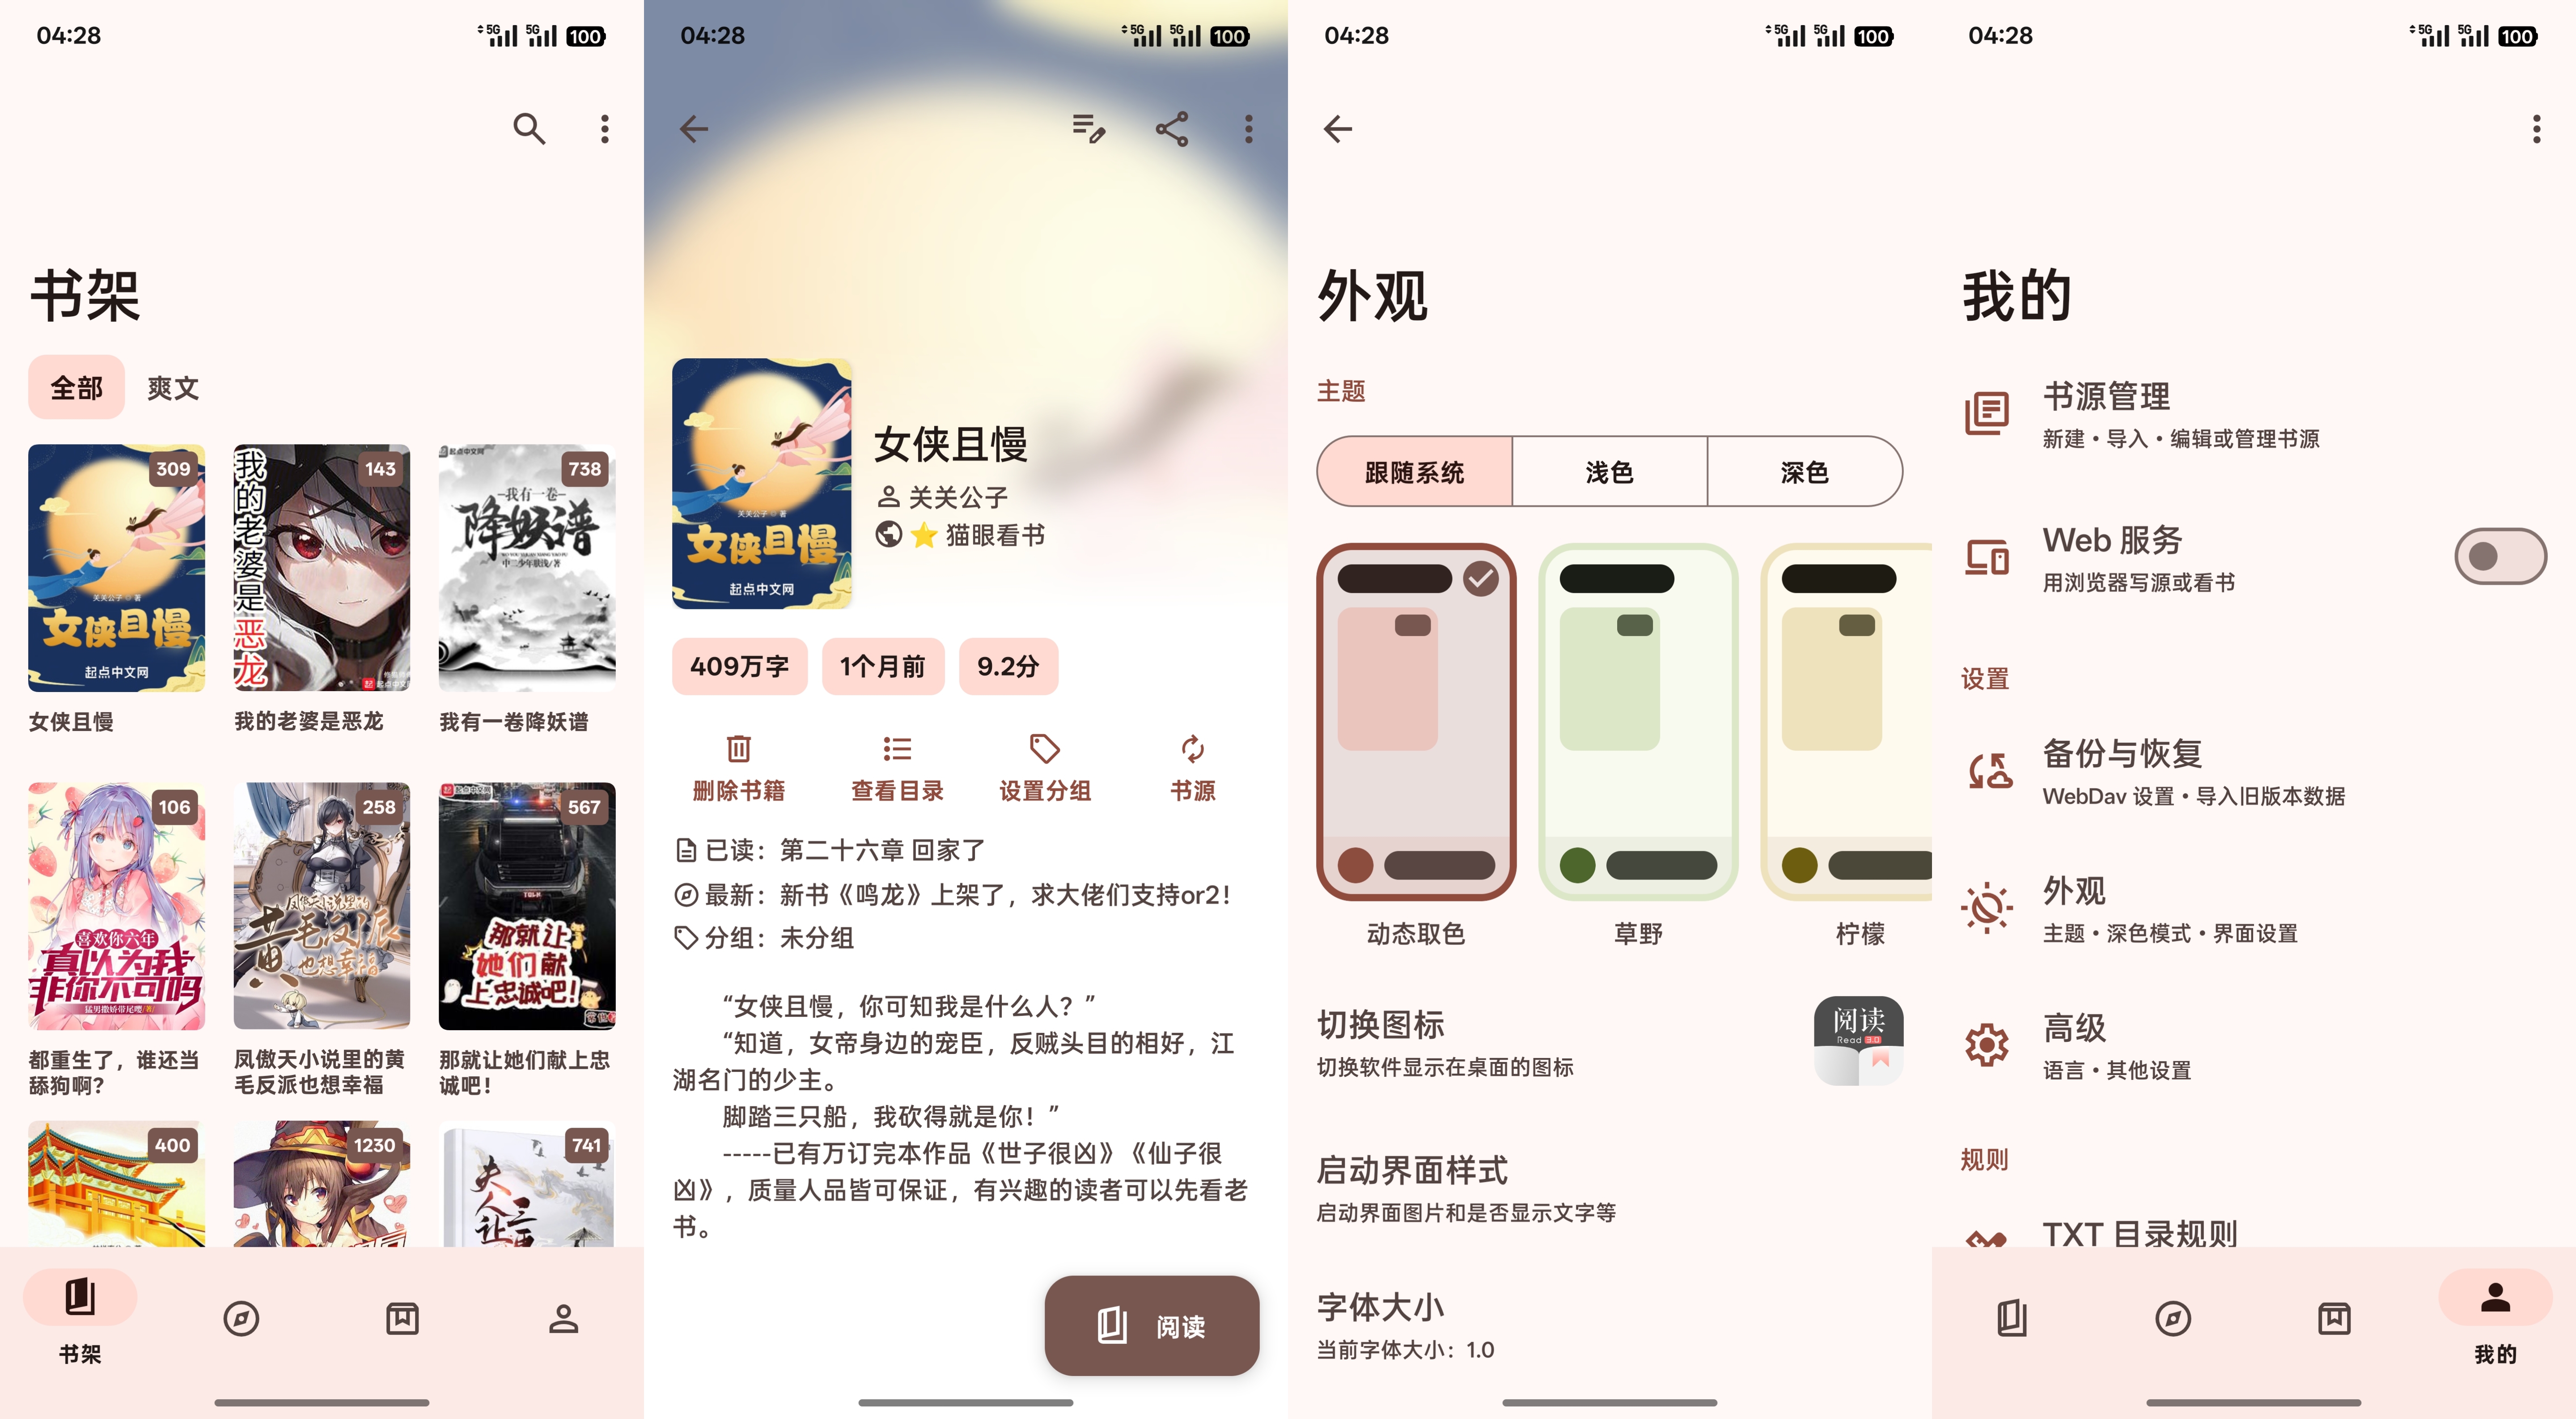 04:28
5G 5G 100
书架
全部 爽文
309
关关公子 著
女侠且慢
起点中文网
女侠且慢
143
我的老婆是恶龙
我的老婆是恶龙
738
起点中文网
我有一卷
降妖谱
中二少年级浅/著
我有一卷降妖谱
106
喜欢你六年
真以为我
非你不可吗
都重生了，谁还当
舔狗啊？
258
凤傲天小说里的
黄毛反派
也想幸福
凤傲天小说里的黄
毛反派也想幸福
567
起点中文网
那就让
她们献
上忠诚吧！
那就让她们献上忠
诚吧！
400
1230
741
夫人让
书架
04:28
5G 5G 100
关关公子 著
女侠且慢
起点中文网
女侠且慢
关关公子
⭐ 猫眼看书
409万字 1个月前 9.2分
删除书籍 查看目录 设置分组 书源
已读：第二十六章 回家了
最新：新书《鸣龙》上架了，求大佬们支持or2！
分组：未分组
“女侠且慢，你可知我是什么人？”
“知道，女帝身边的宠臣，反贼头目的相好，江
湖名门的少主。
脚踏三只船，我砍得就是你！”
-----已有万订完本作品《世子很凶》《仙子很
凶》，质量人品皆可保证，有兴趣的读者可以先看老
书。
阅读
04:28
5G 5G 100
外观
主题
跟随系统 浅色 深色
动态取色 草野 柠檬
切换图标
切换软件显示在桌面的图标
阅读
Read 3.0
启动界面样式
启动界面图片和是否显示文字等
字体大小
当前字体大小：1.0
04:28
5G 5G 100
我的
书源管理
新建・导入・编辑或管理书源
Web 服务
用浏览器写源或看书
设置
备份与恢复
WebDav 设置・导入旧版本数据
外观
主题・深色模式・界面设置
高级
语言・其他设置
规则
TXT 目录规则
我的